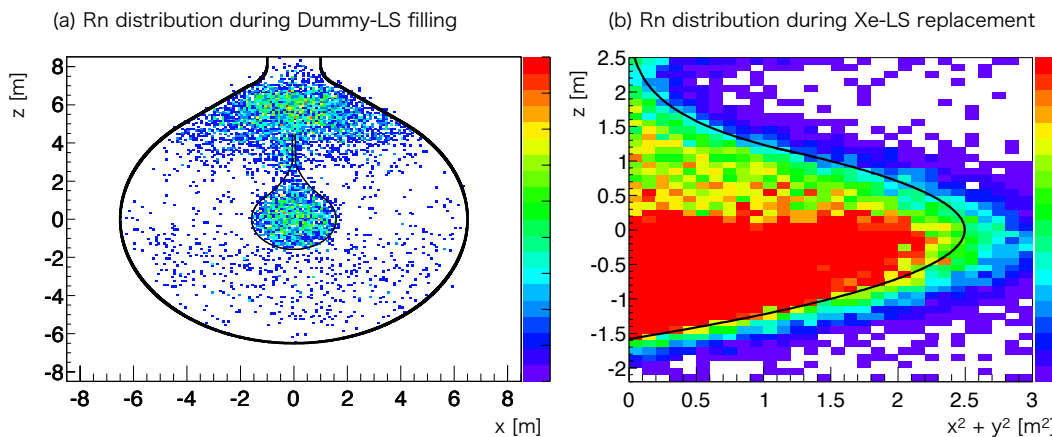 (a) Rn distribution during Dummy-LS filling
z [m]
8
6
4
2
0
-2
-4
-6
-8
-8 -6 -4 -2 0 2 4 6 8
x [m]
(b) Rn distribution during Xe-LS replacement
z [m]
2.5
2
1.5
1
0.5
0
-0.5
-1
-1.5
-2
0 0.5 1.0 1.5 2.0 2.5 3.0
x² + y² [m²]